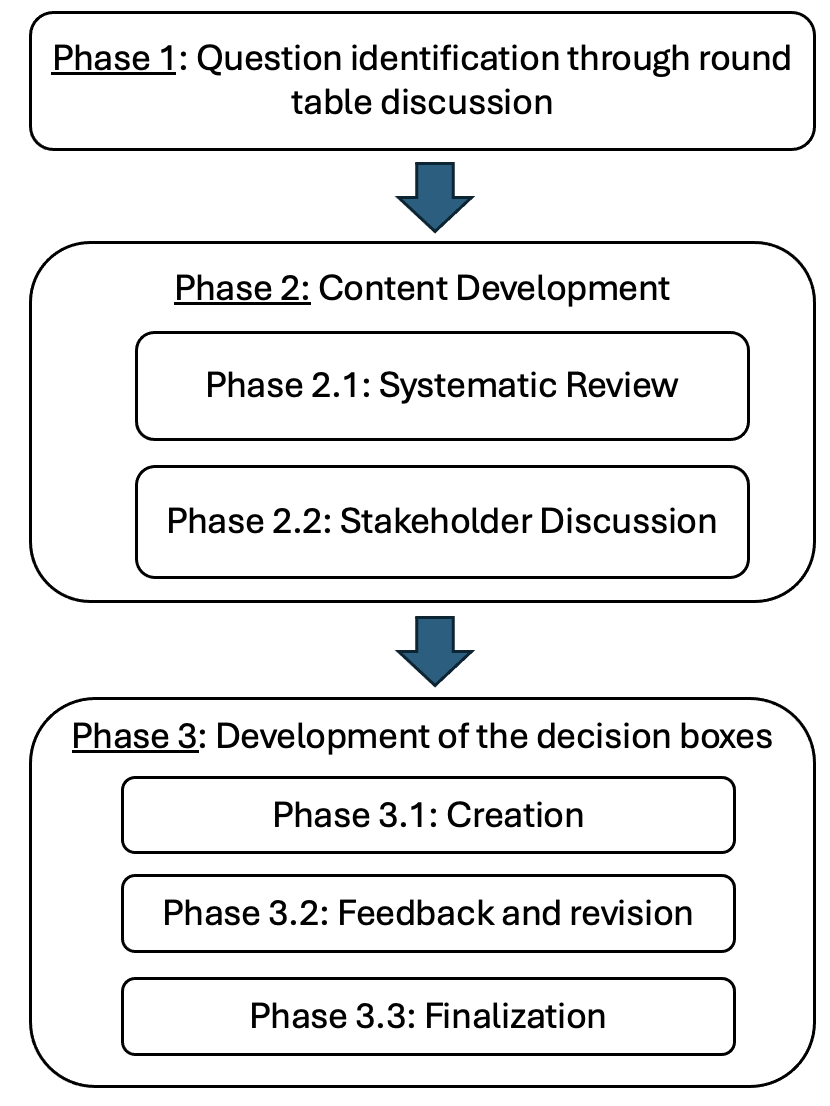 Phase 1: Question identification through round
table discussion
Phase 2: Content Development
Phase 2.1: Systematic Review
Phase 2.2: Stakeholder Discussion
Phase 3: Development of the decision boxes
Phase 3.1: Creation
Phase 3.2: Feedback and revision
Phase 3.3: Finalization